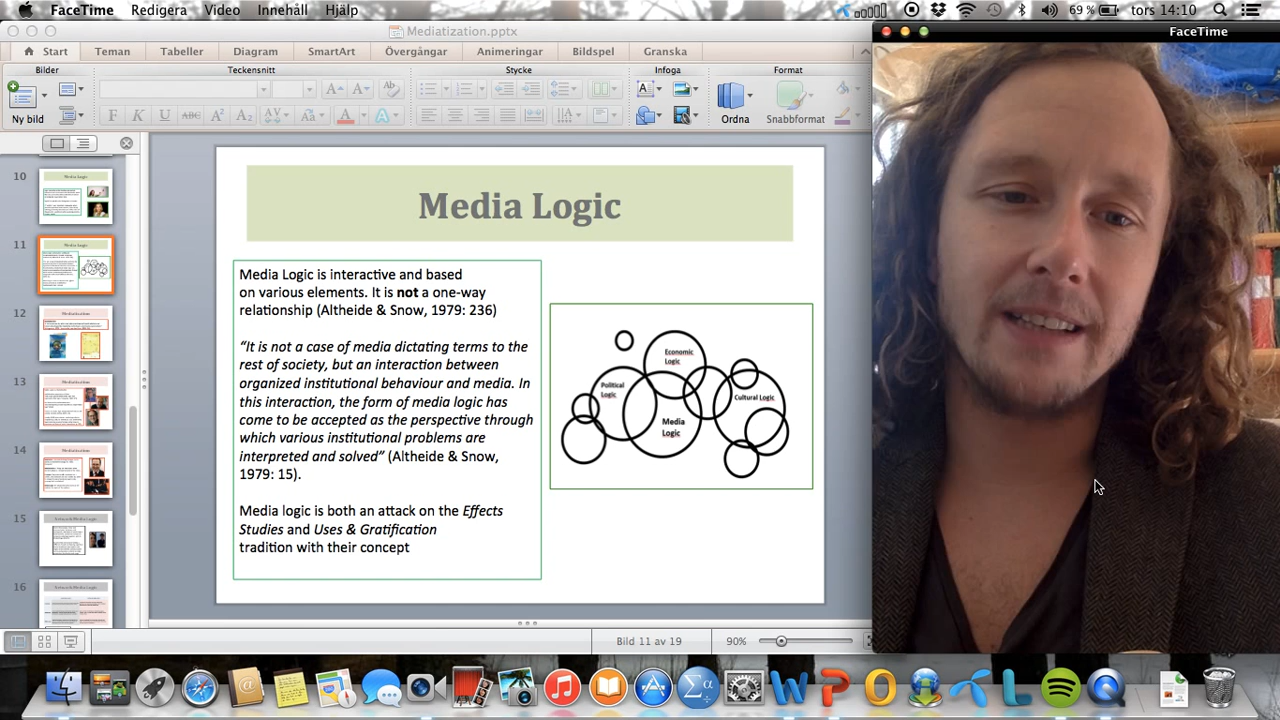 FaceTime Redigera Video Innehåll Hjälp 69 % tors 14:10
Mediatization.pptx
FaceTime
Start Teman Tabeller Diagram SmartArt Övergångar Animeringar Bildspel Granska
Bilder Teckensnitt Stycke Infoga Format
Ny bild
Ordna Snabbformat
10
11
12
13
14
15
16
Media Logic
Media Logic is interactive and based
on various elements. It is not a one-way
relationship (Altheide & Snow, 1979: 236)
“It is not a case of media dictating terms to the
rest of society, but an interaction between
organized institutional behaviour and media. In
this interaction, the form of media logic has
come to be accepted as the perspective through
which various institutional problems are
interpreted and solved” (Altheide & Snow,
1979: 15).
Media logic is both an attack on the Effects
Studies and Uses & Gratification
tradition with their concept
Economic
Logic
Political
Logic
Cultural Logic
Media
Logic
Bild 11 av 19
90%